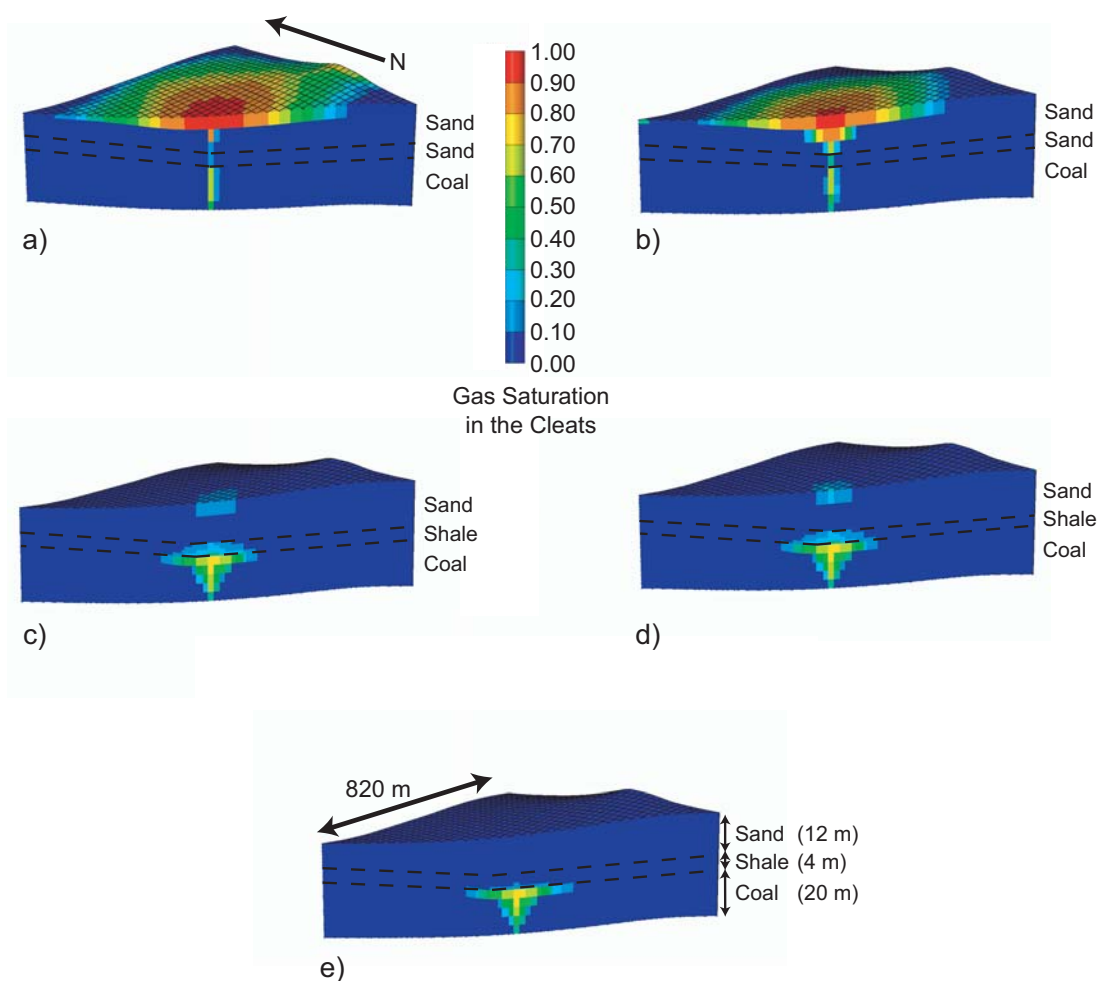 N
1.00
0.90
0.80
0.70
0.60
0.50
0.40
0.30
0.20
0.10
0.00
Gas Saturation
in the Cleats
Sand
Sand
Coal
a)
Sand
Sand
Coal
b)
Sand
Shale
Coal
c)
Sand
Shale
Coal
d)
820 m
Sand (12 m)
Shale (4 m)
Coal (20 m)
e)